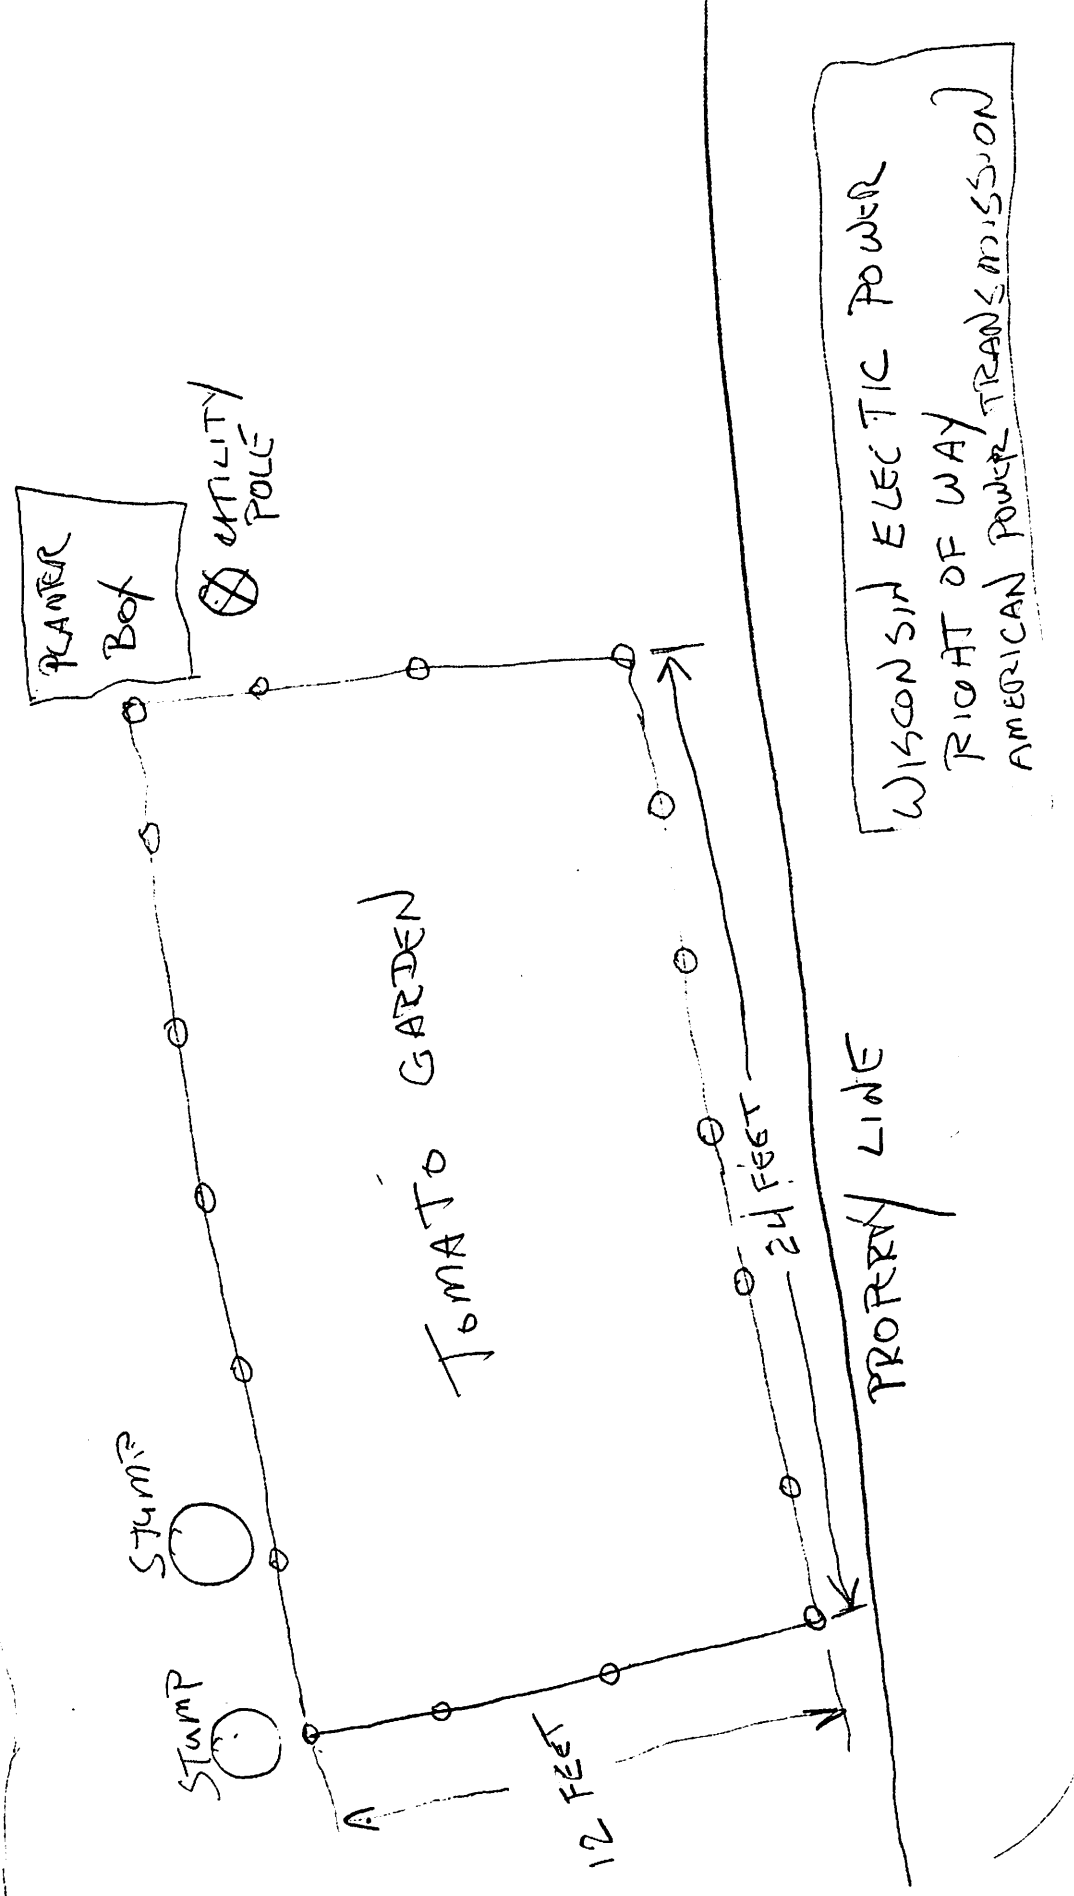 STUMP
STUMP
PLANTER
BOX
UTILITY
POLE
TOMATO GARDEN
12 FEET
24 FEET
PROPERTY LINE
WISCONSIN ELECTIC POWER
RIGHT OF WAY
AMERICAN POWER TRANSMISSION